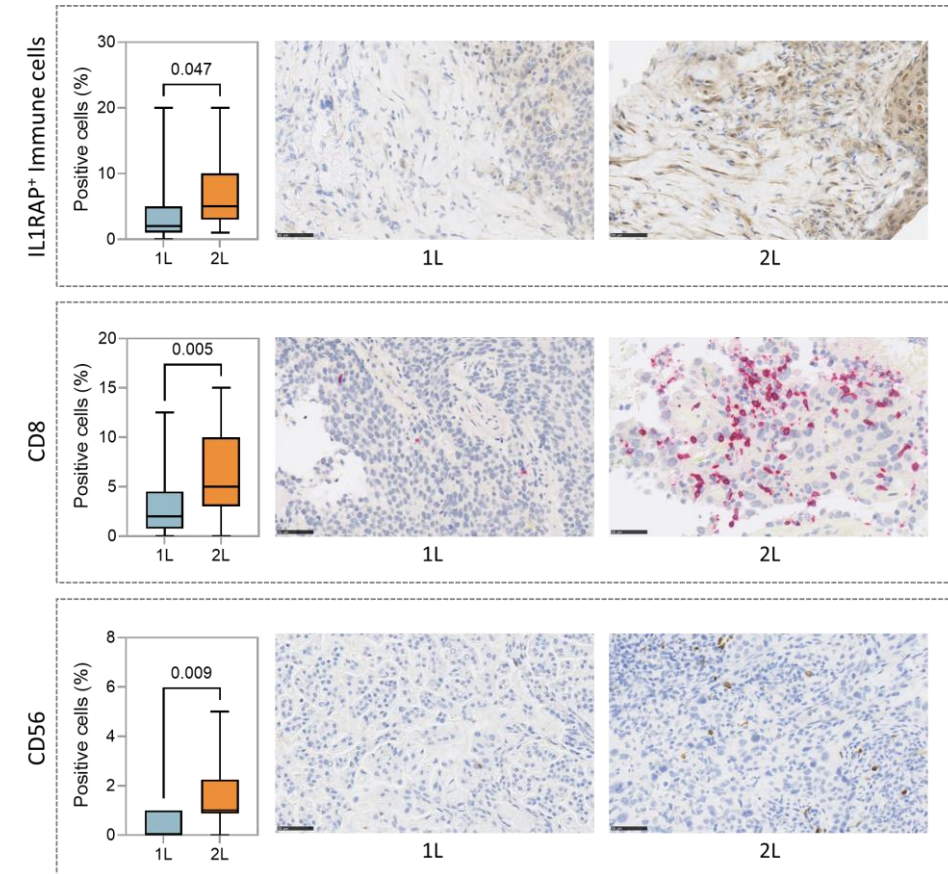 IL1RAP⁺ Immune cells
Positive cells (%)
30
20
10
0
0.047
1L
2L
1L
2L
CD8
Positive cells (%)
20
15
10
5
0
0.005
1L
2L
1L
2L
CD56
Positive cells (%)
8
6
4
2
0
0.009
1L
2L
1L
2L